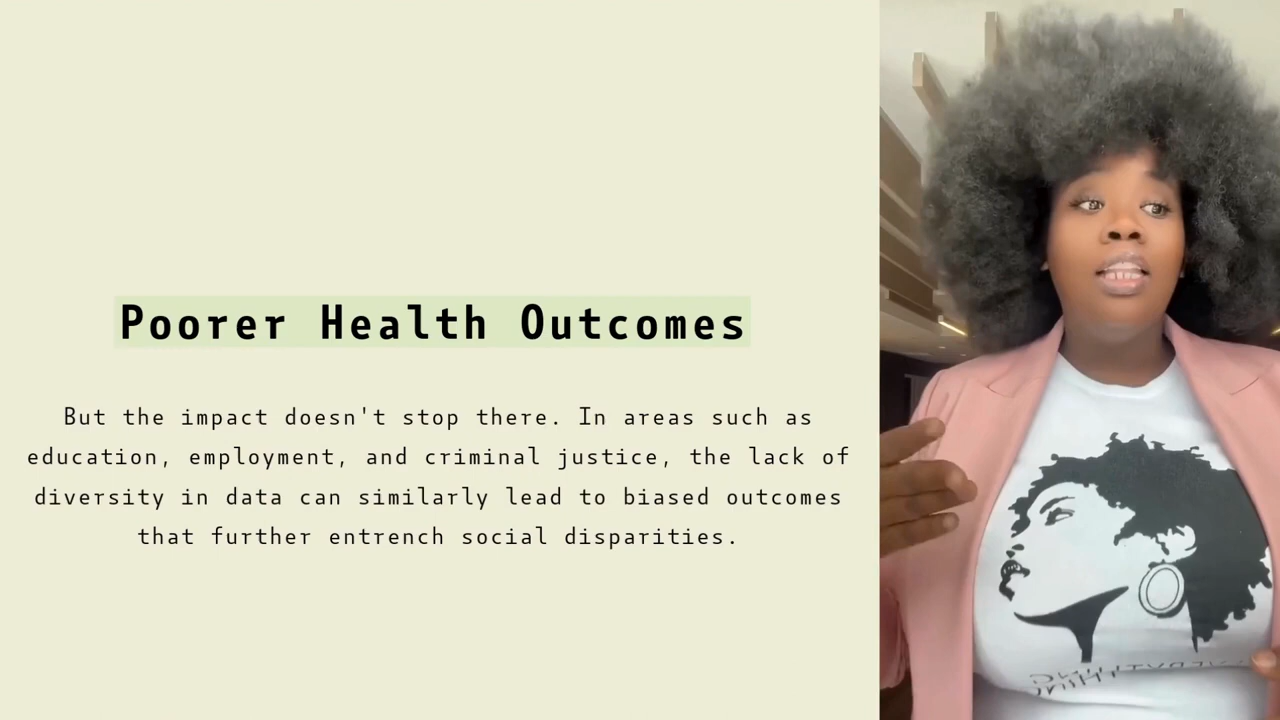 Poorer Health Outcomes
But the impact doesn't stop there. In areas such as
education, employment, and criminal justice, the lack of
diversity in data can similarly lead to biased outcomes
that further entrench social disparities.